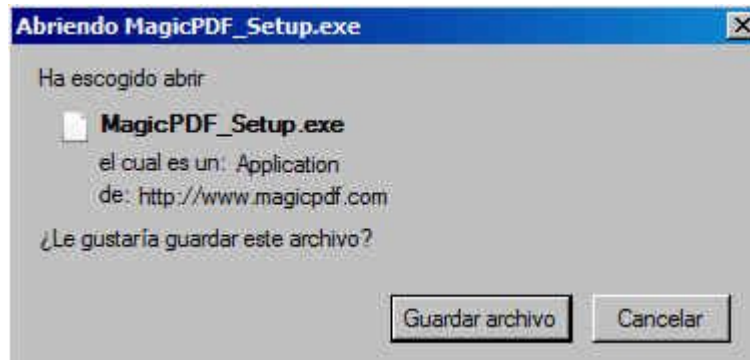 Abriendo MagicPDF_Setup.exe
Ha escogido abrir
MagicPDF_Setup.exe
el cual es un: Application
de: http://www.magicpdf.com
¿Le gustaría guardar este archivo?
Guardar archivo Cancelar